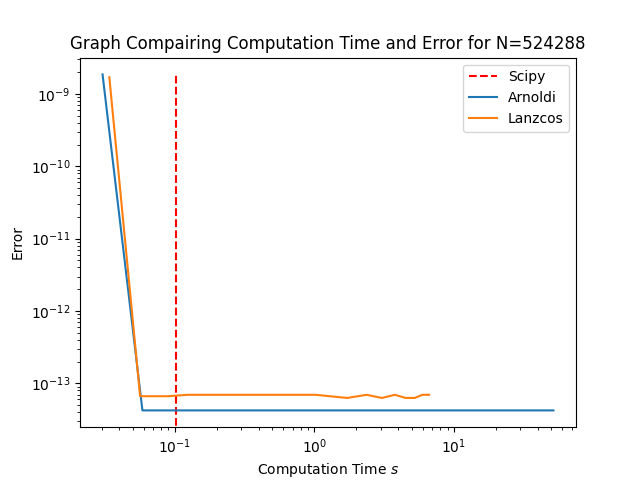 Graph Compairing Computation Time and Error for N=524288
Scipy
Arnoldi
Lanzcos
10⁻⁹
10⁻¹⁰
10⁻¹¹
10⁻¹²
10⁻¹³
Error
10⁻¹ 10⁰ 10¹
Computation Time s